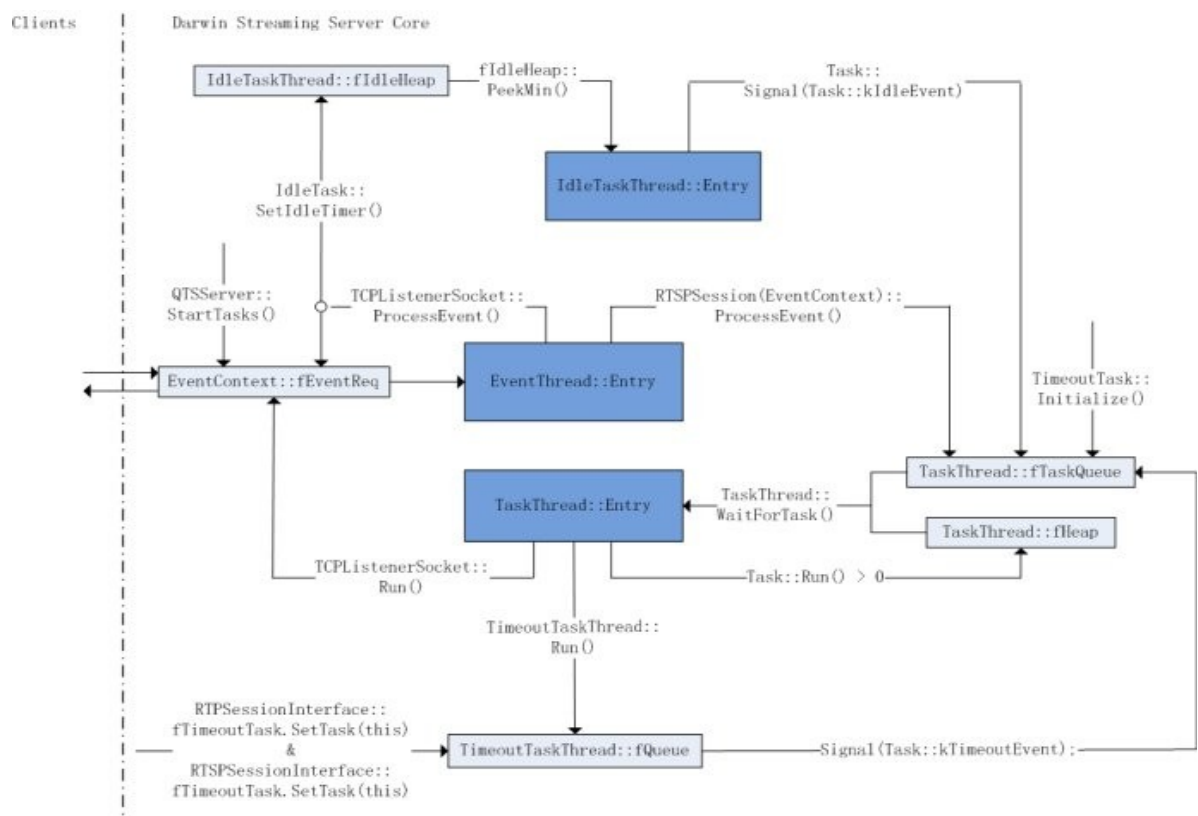 Clients
Darwin Streaming Server Core
IdleTaskThread::fIdleHeap
fIdleHeap::
PeekMin()
Task::
Signal(Task::kIdleEvent)
IdleTaskThread::Entry
IdleTask::
SetIdleTimer()
QTSServer::
StartTasks()
TCPListenerSocket::
ProcessEvent()
RTSPSession(EventContext)::
ProcessEvent()
EventContext::fEventReq
EventThread::Entry
TimeoutTask::
Initialize()
TaskThread::fTaskQueue
TaskThread::Entry
TaskThread::
WaitForTask()
TaskThread::fHeap
TCPListenerSocket::
Run()
Task::Run() > 0
TimeoutTaskThread::
Run()
RTPSessionInterface::
fTimeoutTask.SetTask(this)
&
RTSPSessionInterface::
fTimeoutTask.SetTask(this)
TimeoutTaskThread::fQueue
Signal(Task::kTimeoutEvent);